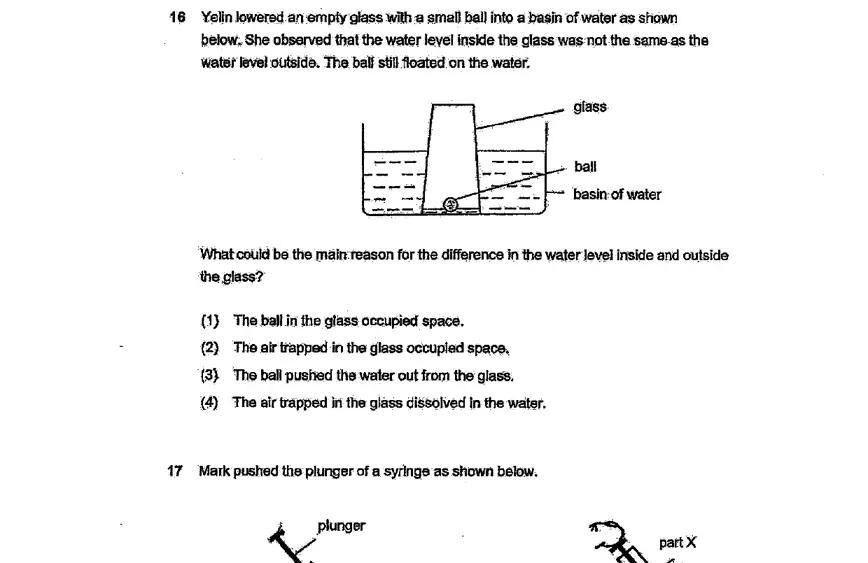 16 Yelin lowered an empty glass with a small ball into a basin of water as shown
below. She observed that the water level inside the glass was not the same as the
water level outside. The ball still floated on the water.
glass
ball
basin of water
What could be the main reason for the difference in the water level inside and outside
the glass?
(1) The ball in the glass occupied space.
(2) The air trapped in the glass occupied space.
(3) The ball pushed the water out from the glass.
(4) The air trapped in the glass dissolved in the water.
17 Mark pushed the plunger of a syringe as shown below.
plunger
part X